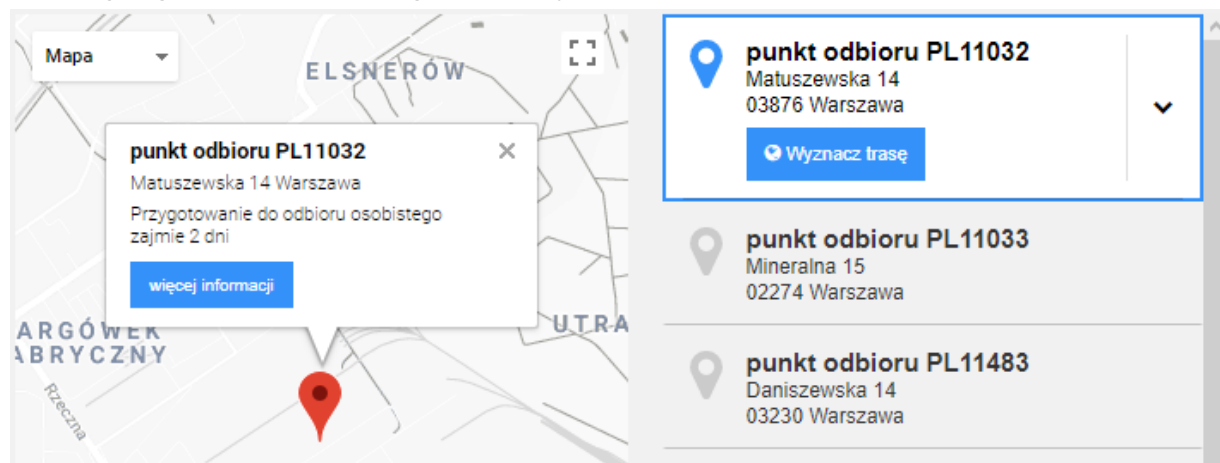 Mapa
ELSNERÓW
punkt odbioru PL11032
Matuszewska 14 Warszawa
Przygotowanie do odbioru osobistego
zajmie 2 dni
więcej informacji
ARGÓWEK
ABRYCZNY
UTRA
Rzeczna
punkt odbioru PL11032
Matuszewska 14
03876 Warszawa
Wyznacz trasę
punkt odbioru PL11033
Mineralna 15
02274 Warszawa
punkt odbioru PL11483
Daniszewska 14
03230 Warszawa